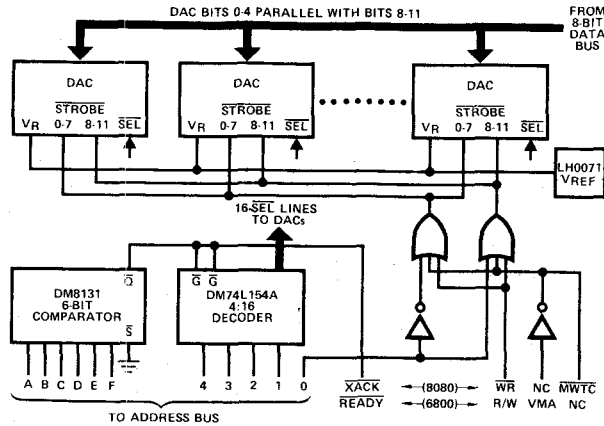 DAC BITS 0-4 PARALLEL WITH BITS 8-11
FROM
8-BIT
DATA
BUS
DAC
STROBE
VR 0-7 8-11 SEL
DAC
STROBE
VR 0-7 8-11 SEL
DAC
STROBE
VR 0-7 8-11 SEL
LH0071
VREF
16-SEL LINES
TO DACs
DM8131
6-BIT
COMPARATOR
Q
S
G G
DM74L154A
4:16
DECODER
A B C D E F
4 3 2 1 0
TO ADDRESS BUS
XACK (8080) WR NC MWTC
READY (6800) R/W VMA NC